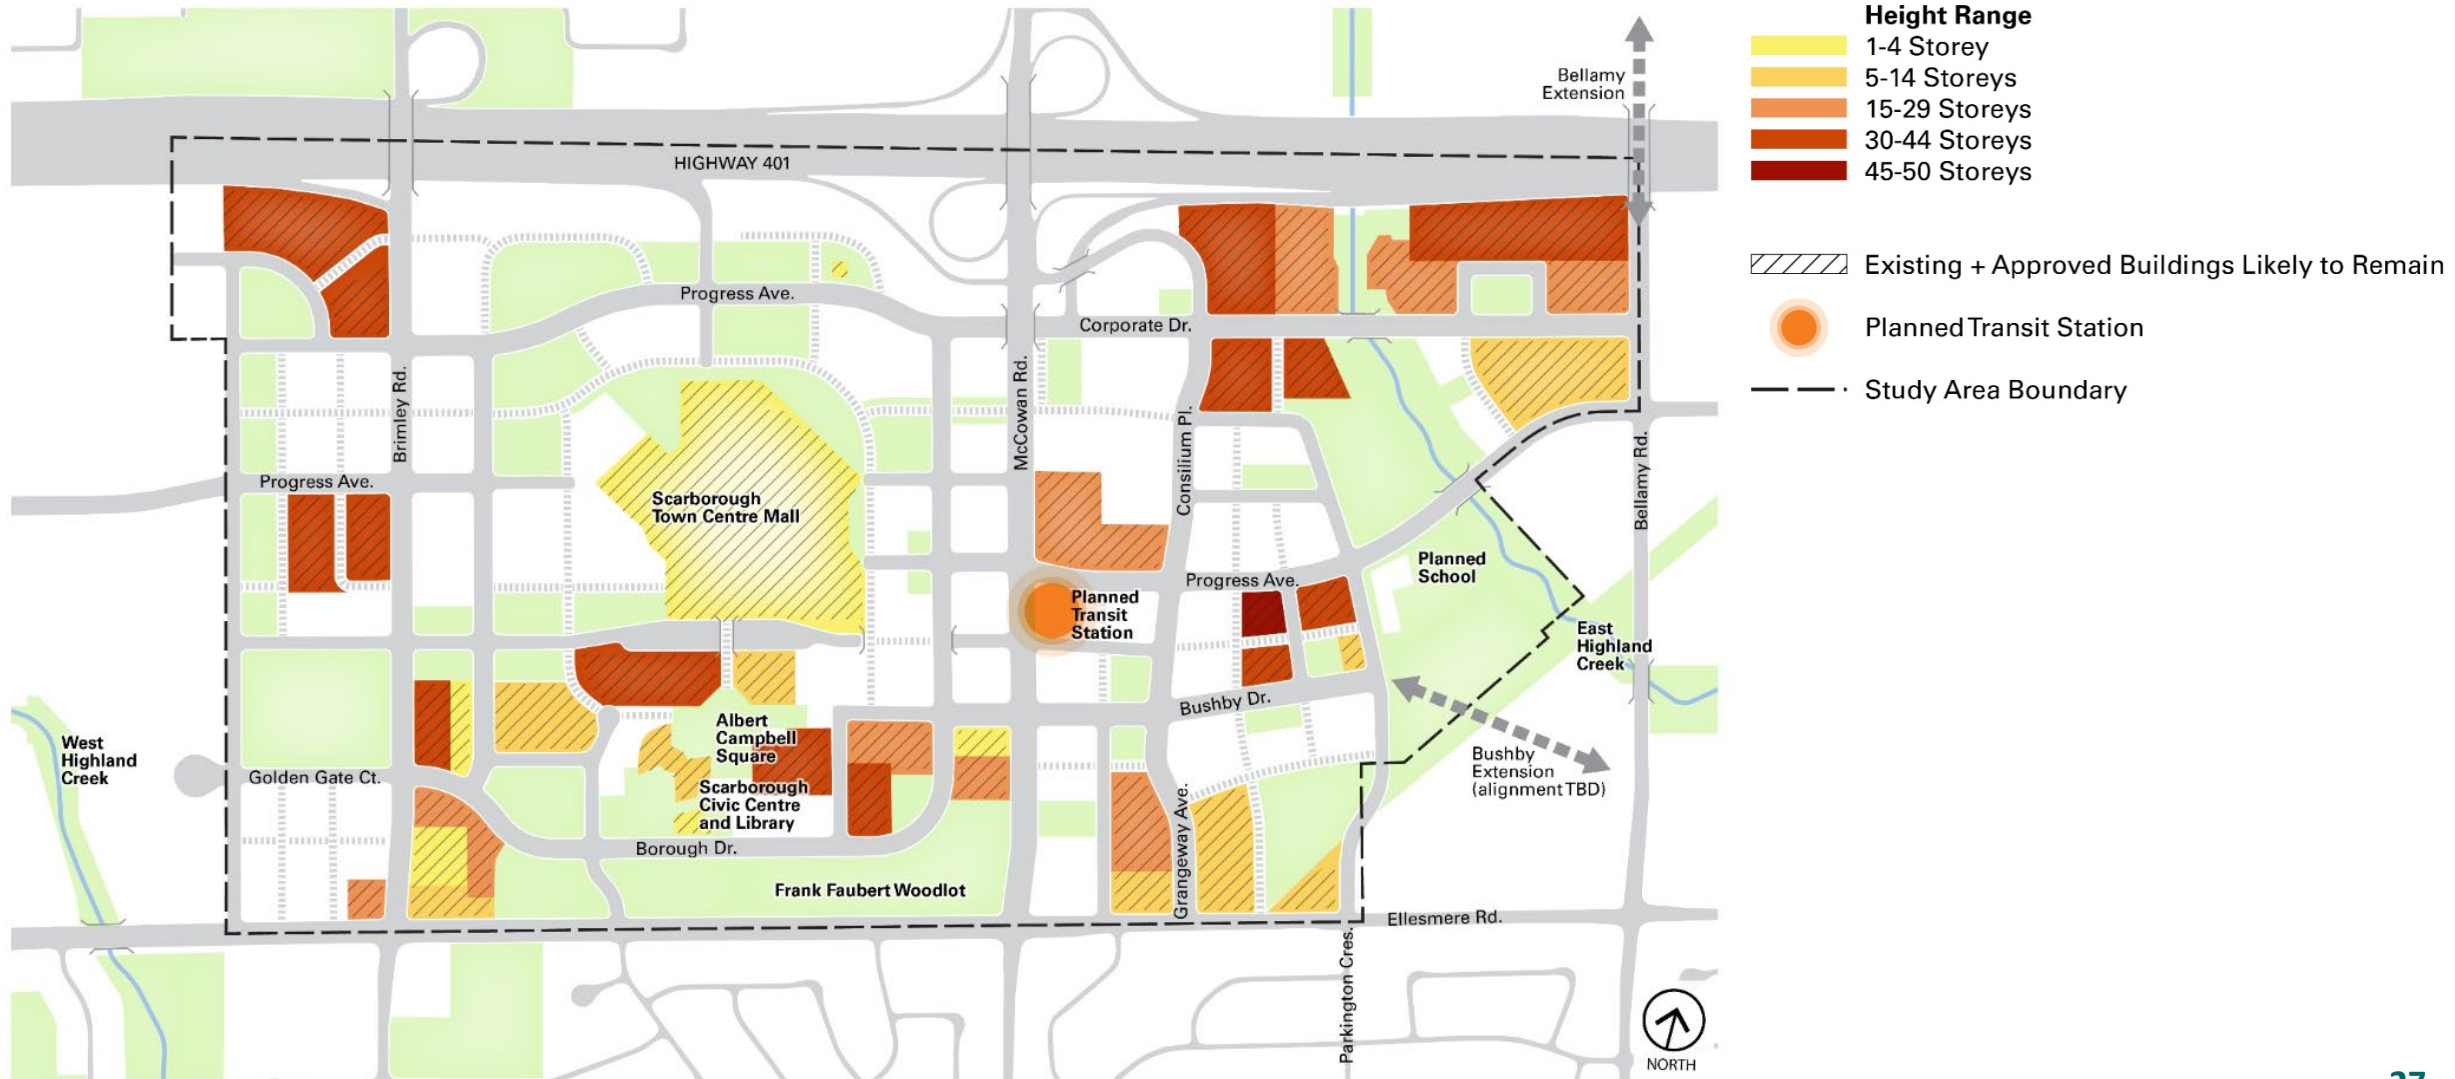 Height Range
1-4 Storey
5-14 Storeys
15-29 Storeys
30-44 Storeys
45-50 Storeys
Existing + Approved Buildings Likely to Remain
Planned Transit Station
Study Area Boundary
Bellamy
Extension
HIGHWAY 401
Progress Ave.
Corporate Dr.
Brimley Rd.
McCowan Rd.
Consilium Pl.
Bellamy Rd.
Progress Ave.
Scarborough
Town Centre Mall
Planned
School
Progress Ave.
Planned
Transit
Station
East
Highland
Creek
Bushby Dr.
West
Highland
Creek
Albert
Campbell
Square
Bushby
Extension
(alignment TBD)
Golden Gate Ct.
Scarborough
Civic Centre
and Library
Grangeway Ave.
Borough Dr.
Frank Faubert Woodlot
Ellesmere Rd.
Parkington Cres.
NORTH